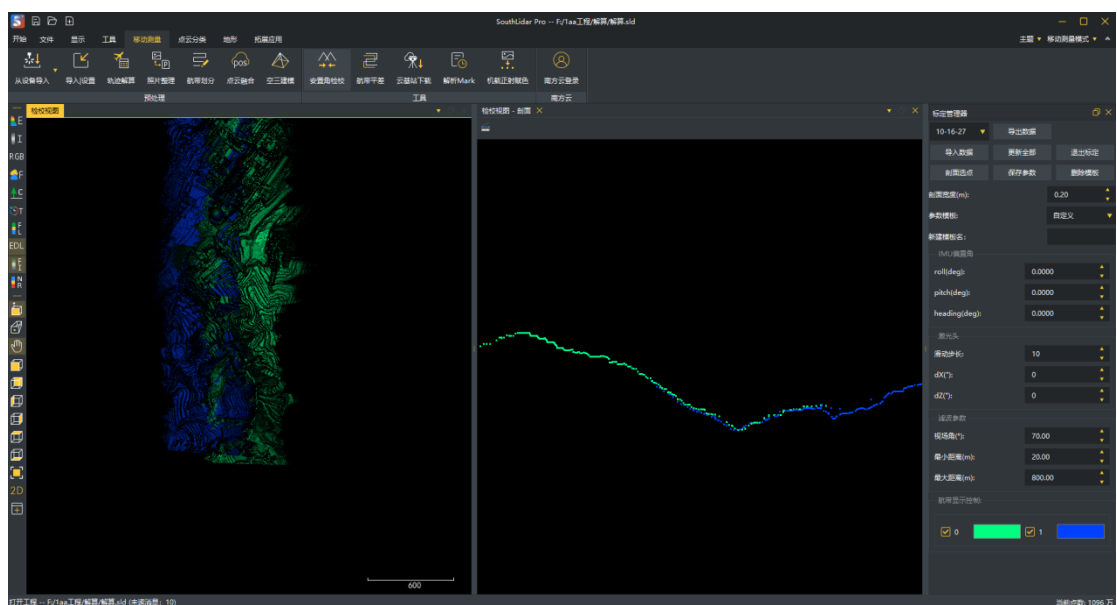 SouthLidar Pro -- F:/1aa工程/解算/解算.sld
开始 文件 显示 工具 移动测量 点云分类 地形 拓展应用 主题 移动测量模式
从设备导入 导入|设置 轨迹解算 照片整理 航带划分 点云融合 空三建模 安置角检校 航带平差 云基站下载 解析Mark 机载正射赋色 南方云登录
预处理 工具 南方云
检校视图
检校视图 - 剖面
标定管理器
10-16-27 导出数据
导入数据 更新全部 退出标定
剖面选点 保存参数 删除模板
剖面宽度(m): 0.20
参数模板: 自定义
新建模板名:
IMU偏置角
roll(deg): 0.0000
pitch(deg): 0.0000
heading(deg): 0.0000
激光头
滑动步长: 10
dX("): 0
dZ("): 0
滤波参数
视场角(°): 70.00
最小距离(m): 20.00
最大距离(m): 800.00
航带显示控制:
0 1
E
I
RGB
F
C
T
E
L
EDL
E
I
N
R
2D
600
打开工程 -- F:/1aa工程/解算/解算.sld (未读消息: 10) 当前点数: 1096 万